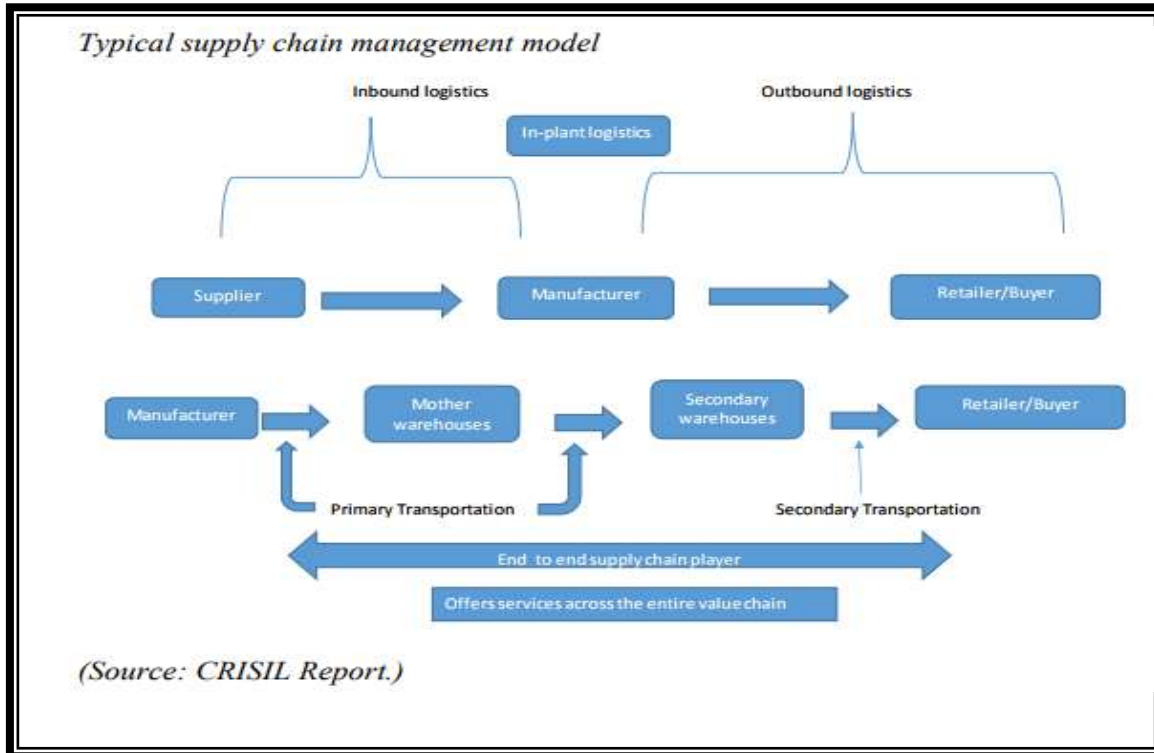 Typical supply chain management model
Inbound logistics
Outbound logistics
In-plant logistics
Supplier
Manufacturer
Retailer/Buyer
Manufacturer
Mother
warehouses
Secondary
warehouses
Retailer/Buyer
Primary Transportation
Secondary Transportation
End to end supply chain player
Offers services across the entire value chain
(Source: CRISIL Report.)